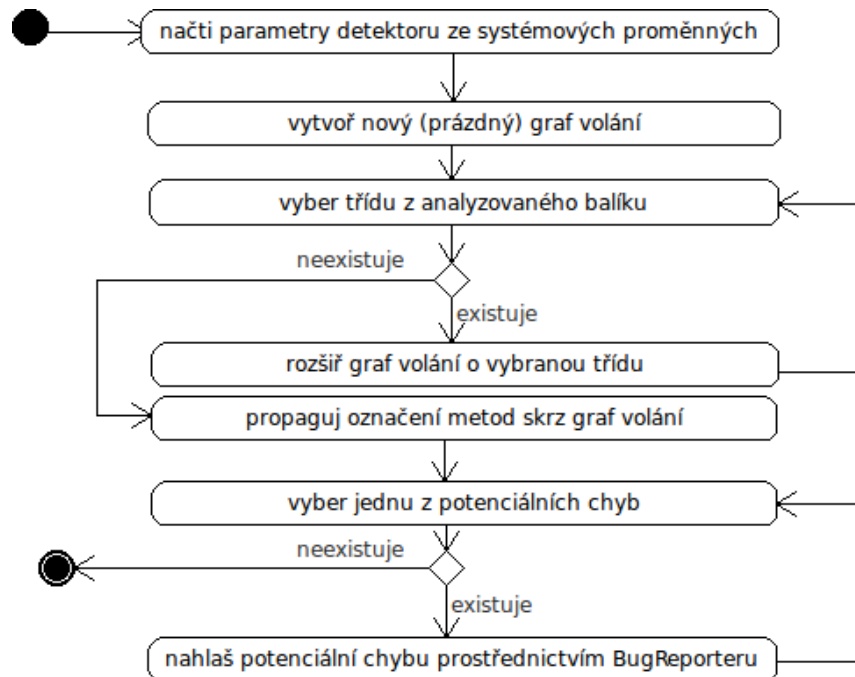 načti parametry detektoru ze systémových proměnných
vytvoř nový (prázdný) graf volání
vyber třídu z analyzovaného balíku
neexistuje
existuje
rozšiř graf volání o vybranou třídu
propaguj označení metod skrz graf volání
vyber jednu z potenciálních chyb
neexistuje
existuje
nahlaš potenciální chybu prostřednictvím BugReporteru